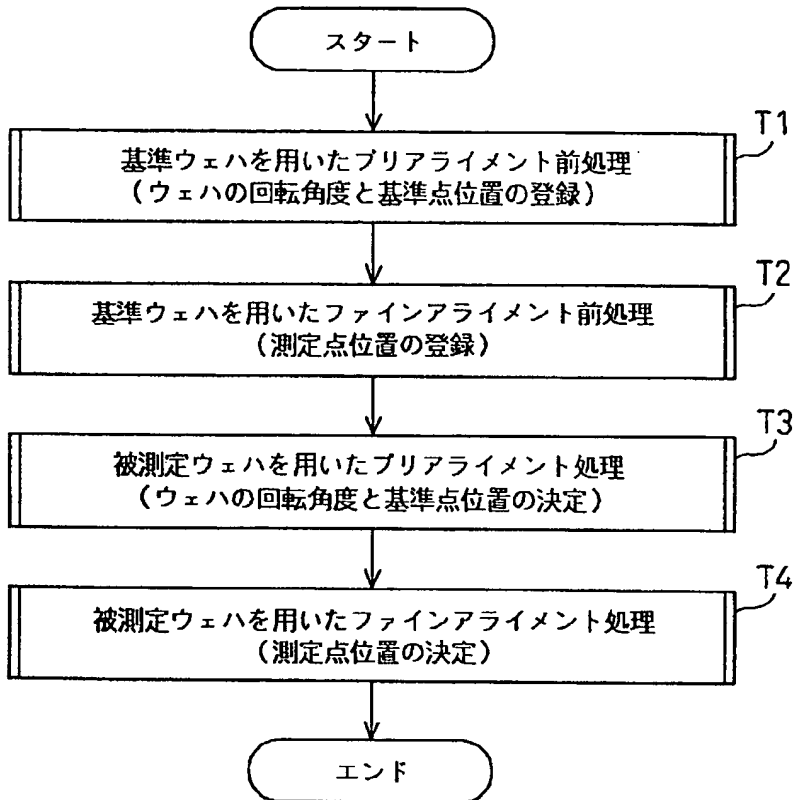 スタート
T1
基準ウェハを用いたプリアライメント前処理
(ウェハの回転角度と基準点位置の登録)
T2
基準ウェハを用いたファインアライメント前処理
(測定点位置の登録)
T3
被測定ウェハを用いたプリアライメント処理
(ウェハの回転角度と基準点位置の決定)
T4
被測定ウェハを用いたファインアライメント処理
(測定点位置の決定)
エンド